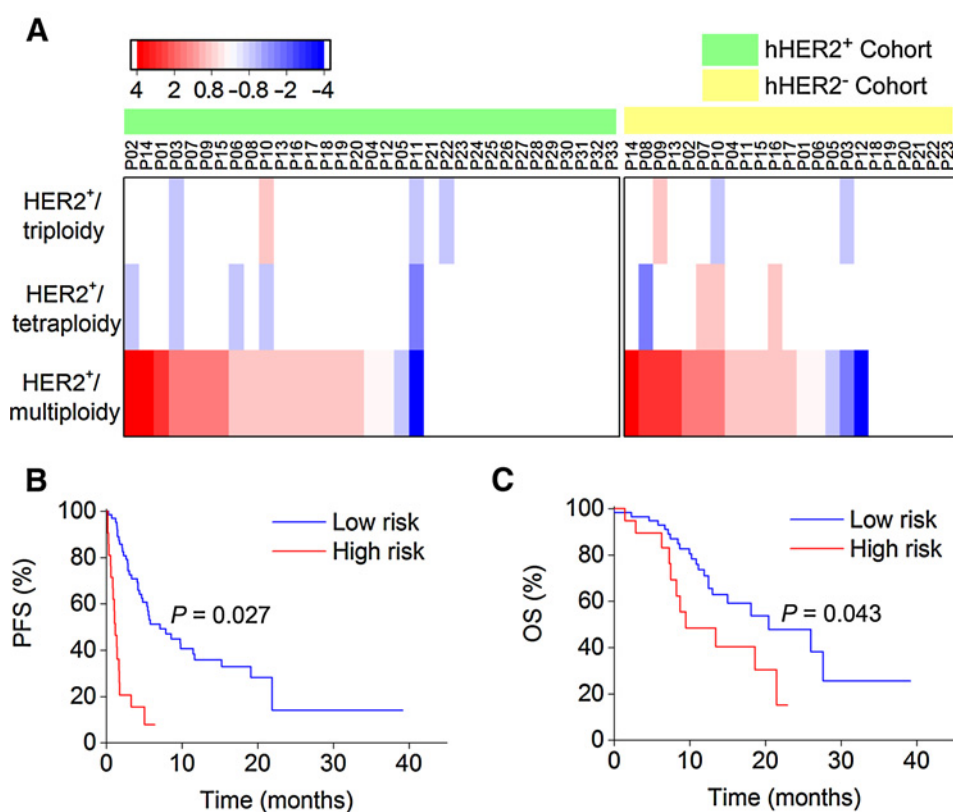 A
4 2 0.8 -0.8 -2 -4
hHER2+ Cohort
hHER2- Cohort
P02 P14 P01 P03 P07 P09 P15 P06 P08 P10 P13 P16 P17 P18 P19 P20 P04 P12 P05 P11 P21 P22 P23 P24 P25 P26 P27 P28 P29 P30 P31 P32 P33
P14 P08 P09 P13 P02 P07 P10 P04 P11 P15 P16 P17 P01 P06 P05 P03 P12 P18 P19 P20 P21 P22 P23
HER2+/
triploidy
HER2+/
tetraploidy
HER2+/
multiploidy
B
100
80
60
40
20
0
PFS (%)
Low risk
High risk
P = 0.027
0 10 20 30 40
Time (months)
C
100
80
60
40
20
0
OS (%)
Low risk
High risk
P = 0.043
0 10 20 30 40
Time (months)